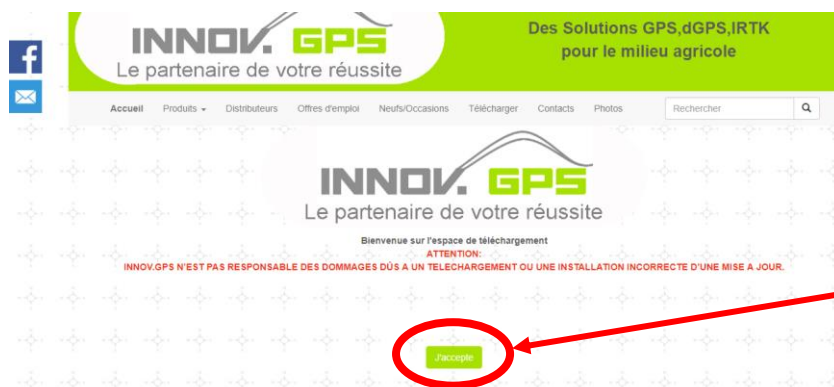 INNOV. GPS
Le partenaire de votre réussite
Des Solutions GPS,dGPS,IRTK
pour le milieu agricole
Accueil Produits Distributeurs Offres d'emploi Neufs/Occasions Télécharger Contacts Photos Rechercher
INNOV. GPS
Le partenaire de votre réussite
Bienvenue sur l'espace de téléchargement
ATTENTION:
INNOV.GPS N'EST PAS RESPONSABLE DES DOMMAGES DÛS A UN TELECHARGEMENT OU UNE INSTALLATION INCORRECTE D'UNE MISE A JOUR.
J'accepte